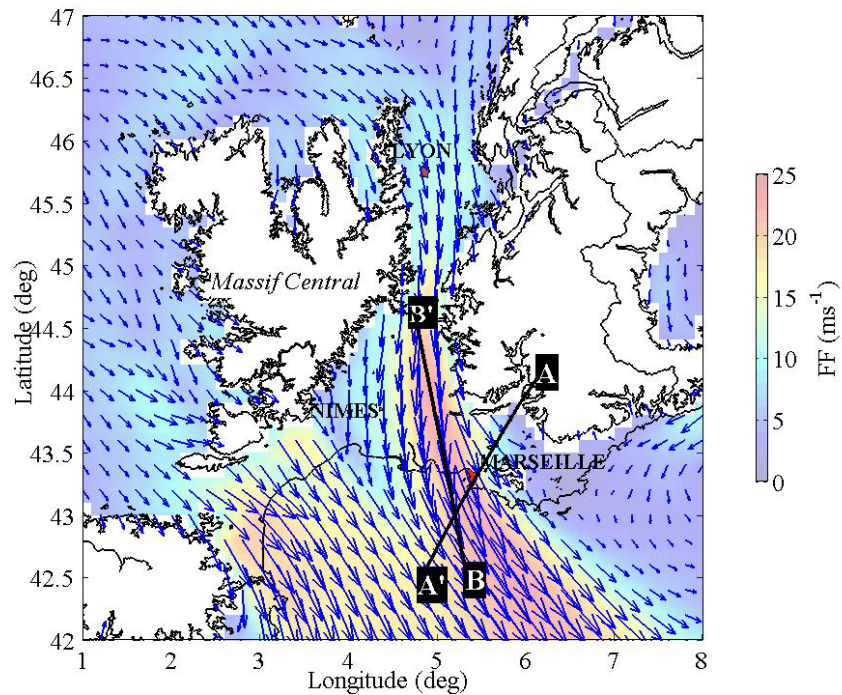 47
46.5
46
45.5
45
44.5
44
43.5
43
42.5
42
Latitude (deg)
LYON
Massif Central
B'
A
NIMES
MARSEILLE
A'
B
1
2
3
4
5
6
7
8
Longitude (deg)
25
20
15
10
5
0
FF (ms⁻¹)